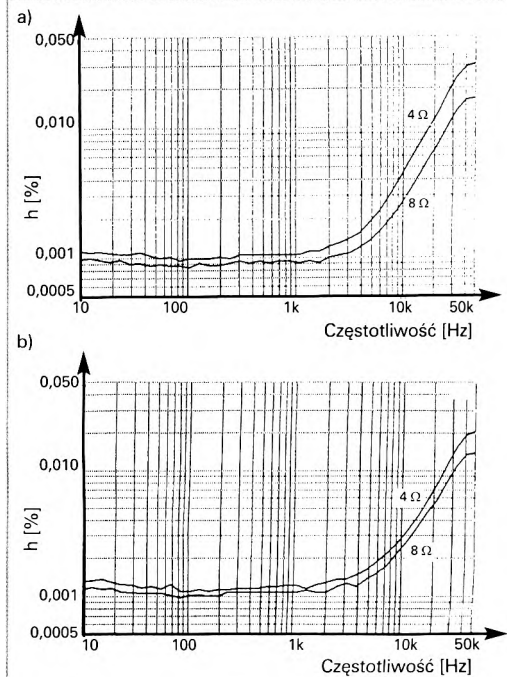 a)
0,050
0,010
0,001
0,0005
h [%]
4 Ω
8 Ω
10
100
1k
10k
50k
Częstotliwość [Hz]
b)
0,050
0,010
0,001
0,0005
h [%]
4 Ω
8 Ω
10
100
1k
10k
50k
Częstotliwość [Hz]